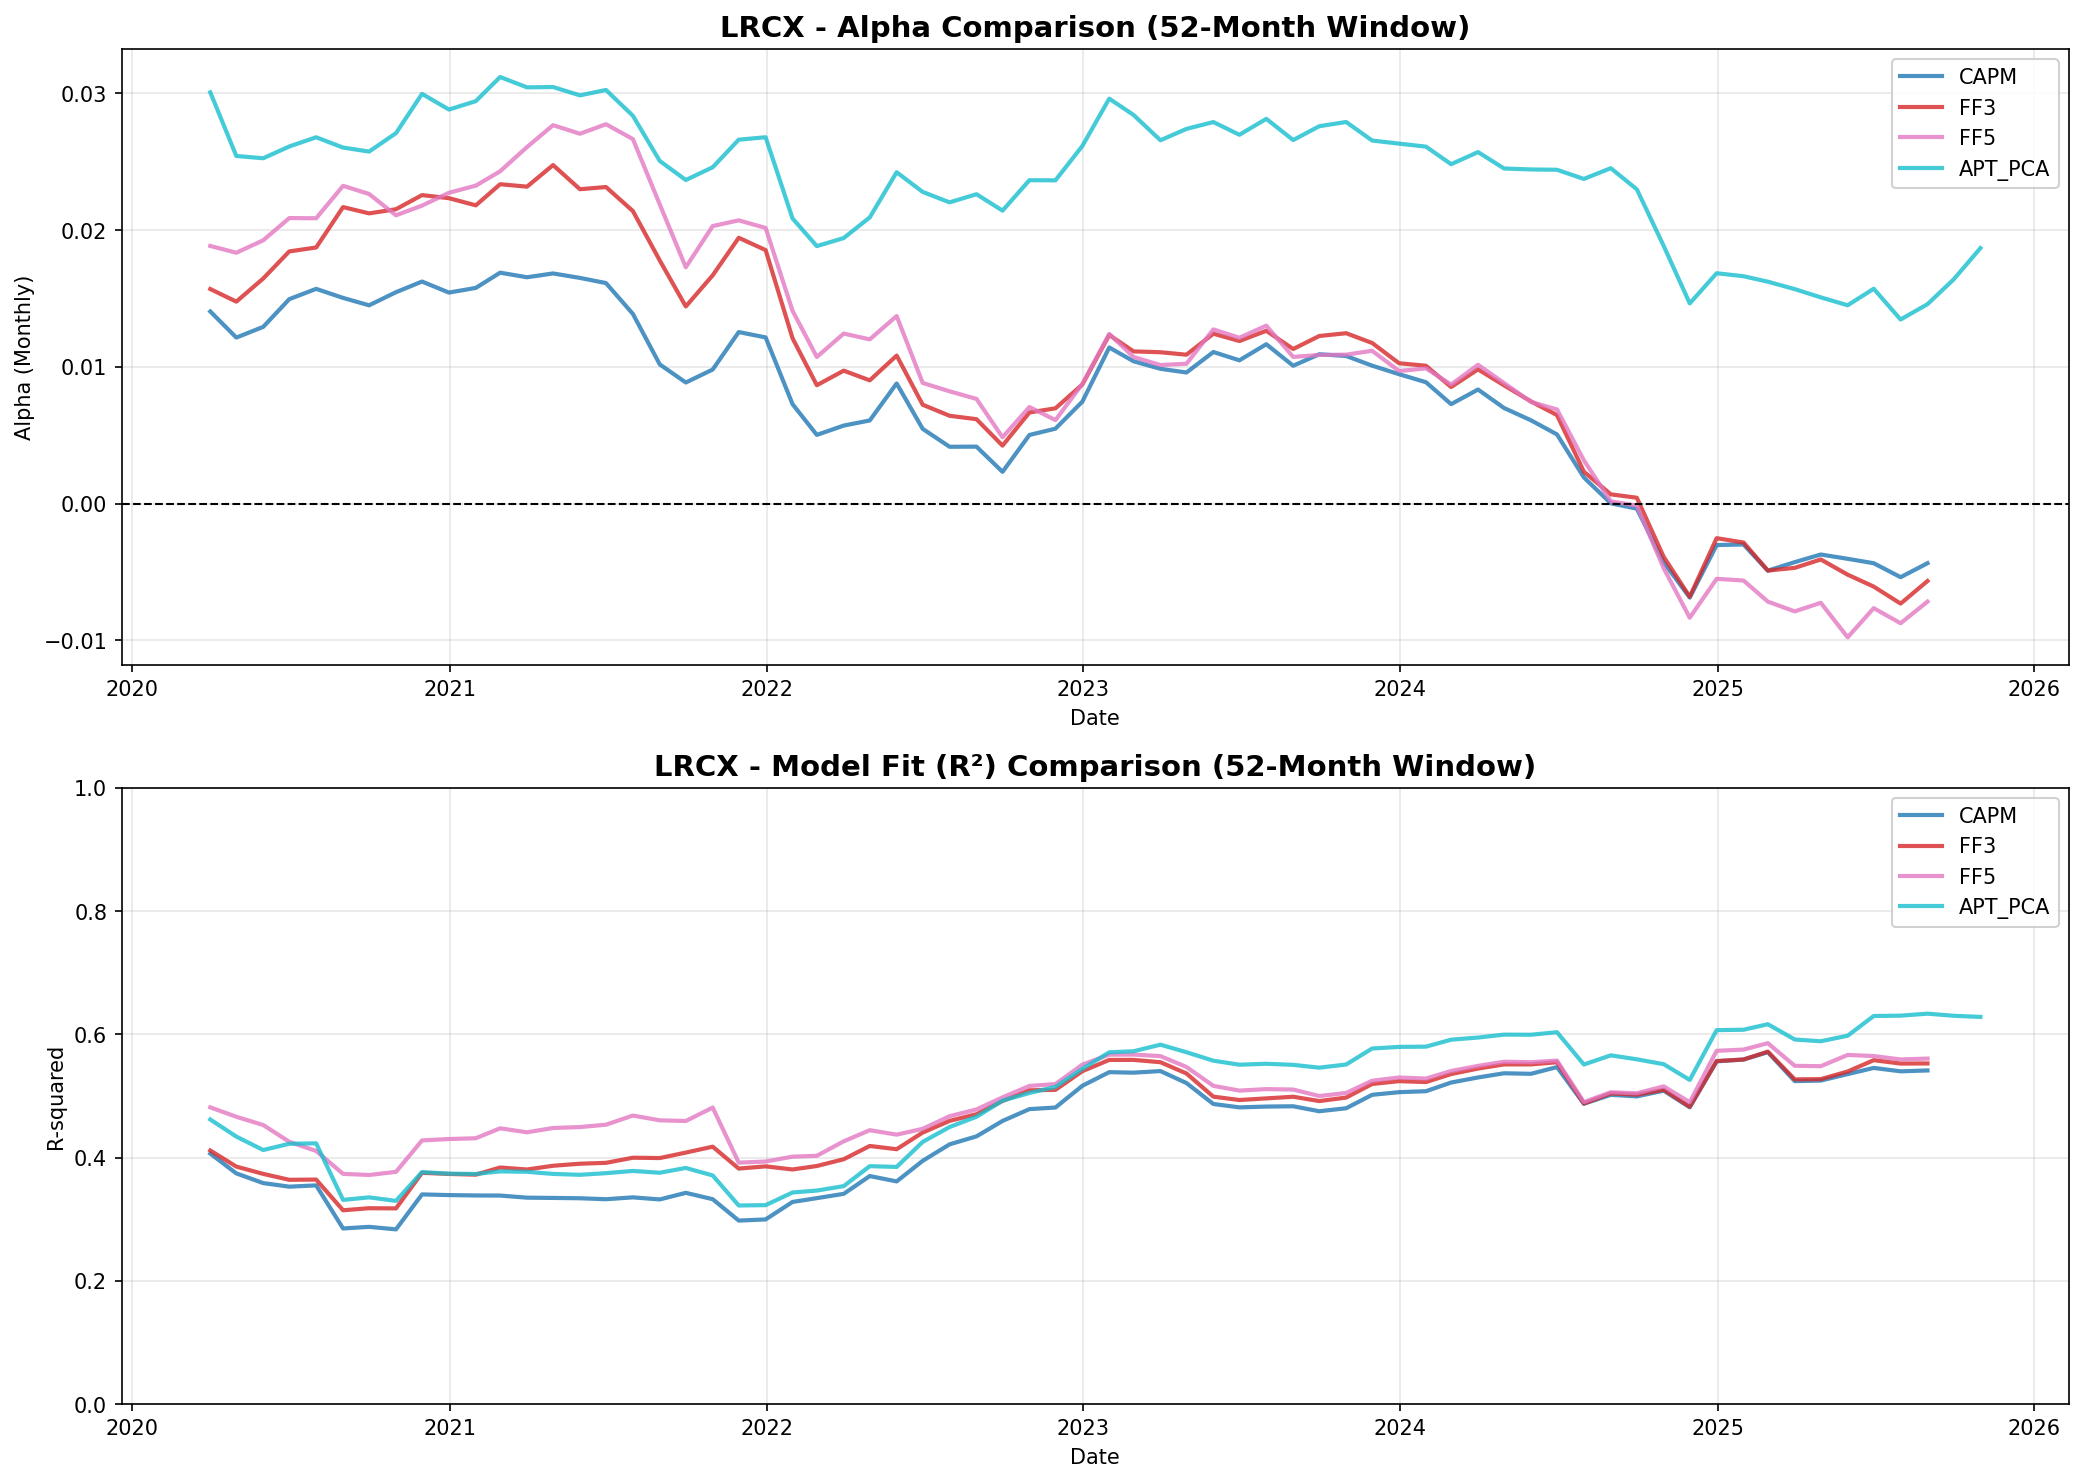 LRCX - Alpha Comparison (52-Month Window)
Alpha (Monthly)
0.03
0.02
0.01
0.00
−0.01
CAPM
FF3
FF5
APT_PCA
2020 2021 2022 2023 2024 2025 2026
Date
LRCX - Model Fit (R²) Comparison (52-Month Window)
R-squared
1.0
0.8
0.6
0.4
0.2
0.0
CAPM
FF3
FF5
APT_PCA
2020 2021 2022 2023 2024 2025 2026
Date